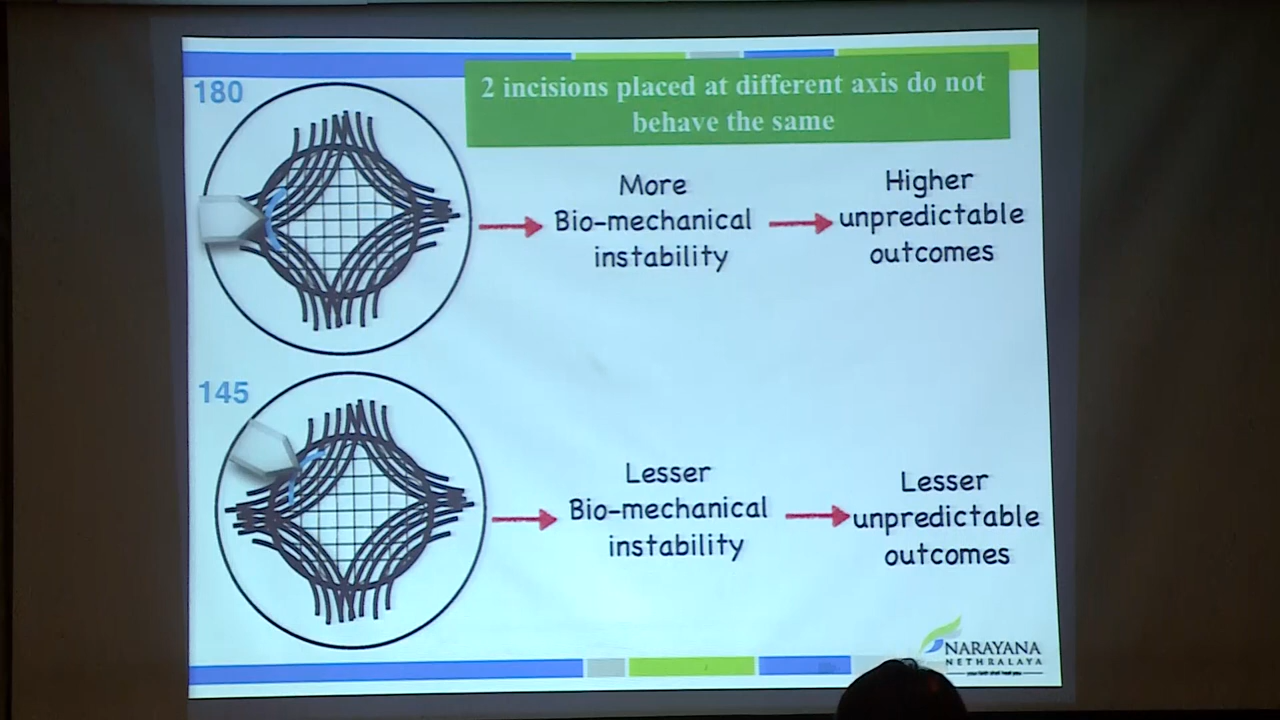 180
2 incisions placed at different axis do not
behave the same
More
Bio-mechanical
instability
Higher
unpredictable
outcomes
145
Lesser
Bio-mechanical
instability
Lesser
unpredictable
outcomes
NARAYANA
NETHRALAYA